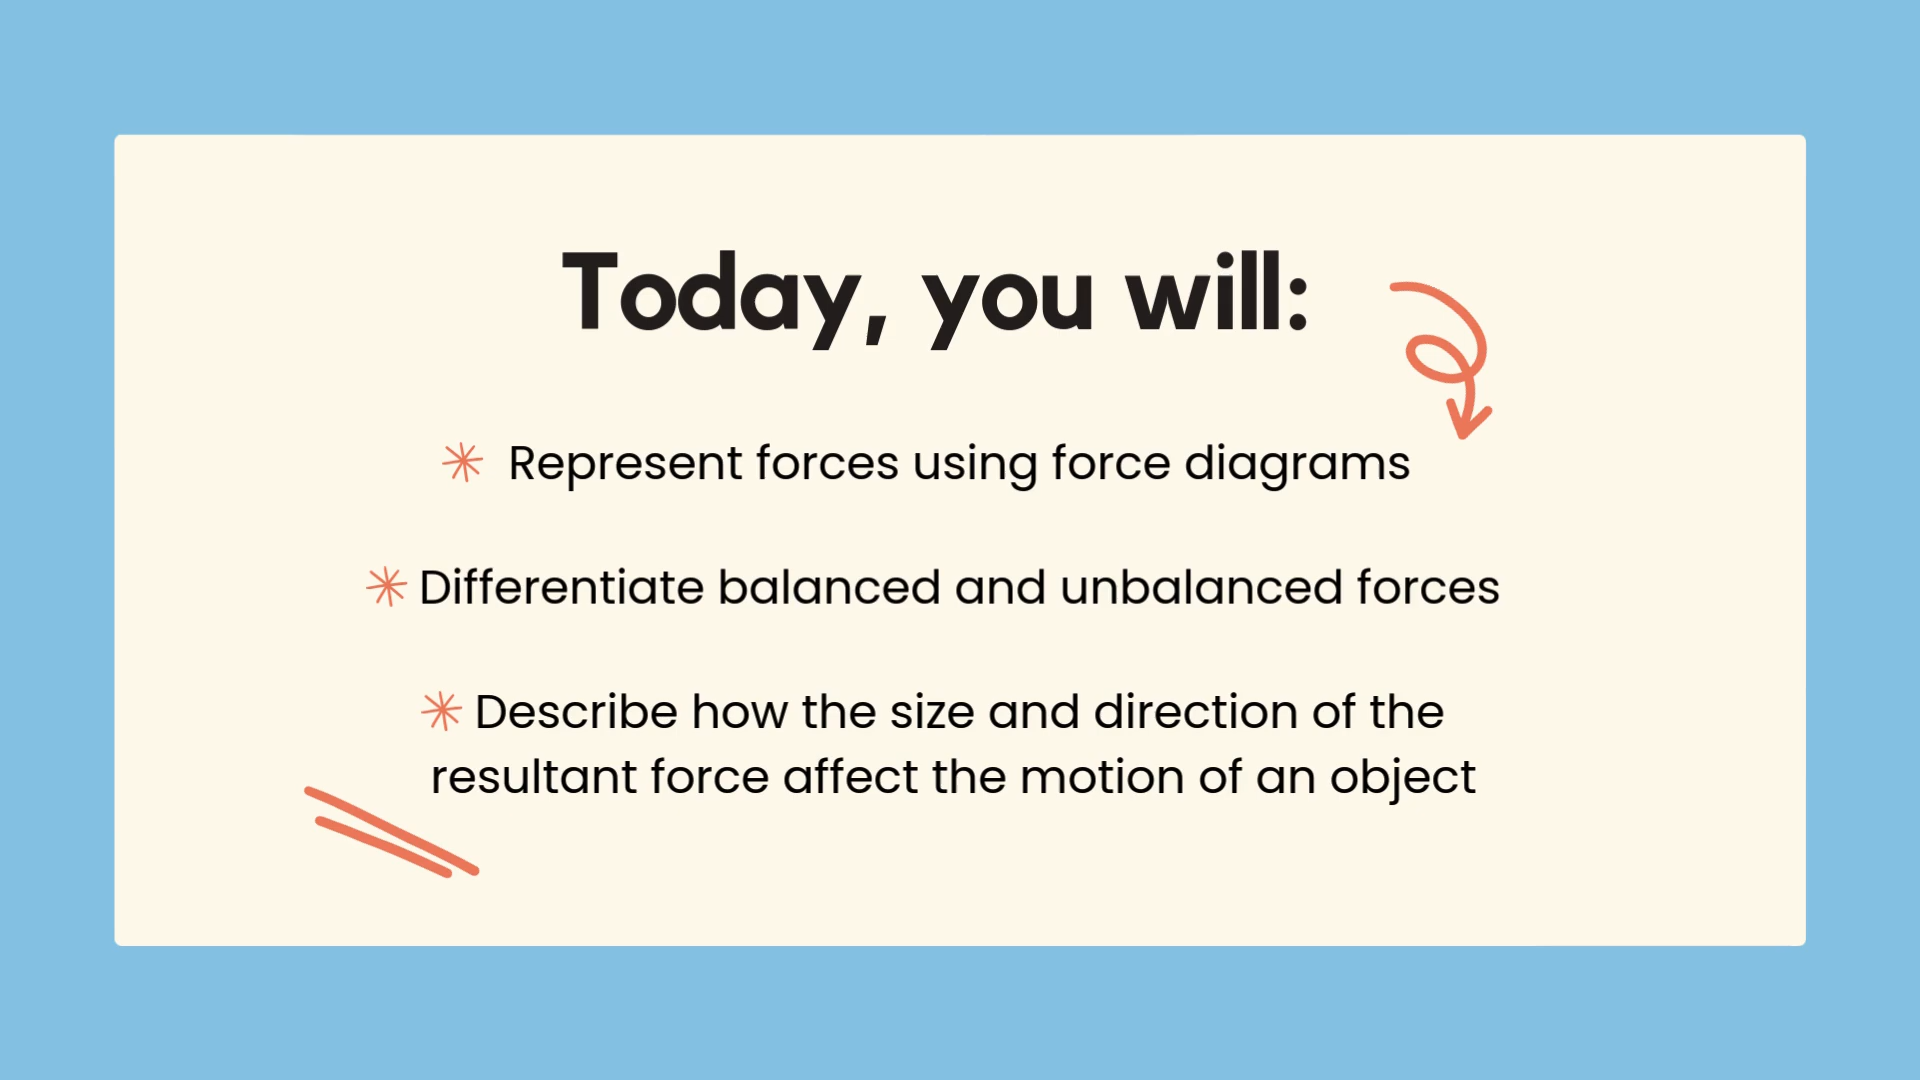 Today, you will:
Represent forces using force diagrams
Differentiate balanced and unbalanced forces
Describe how the size and direction of the
resultant force affect the motion of an object